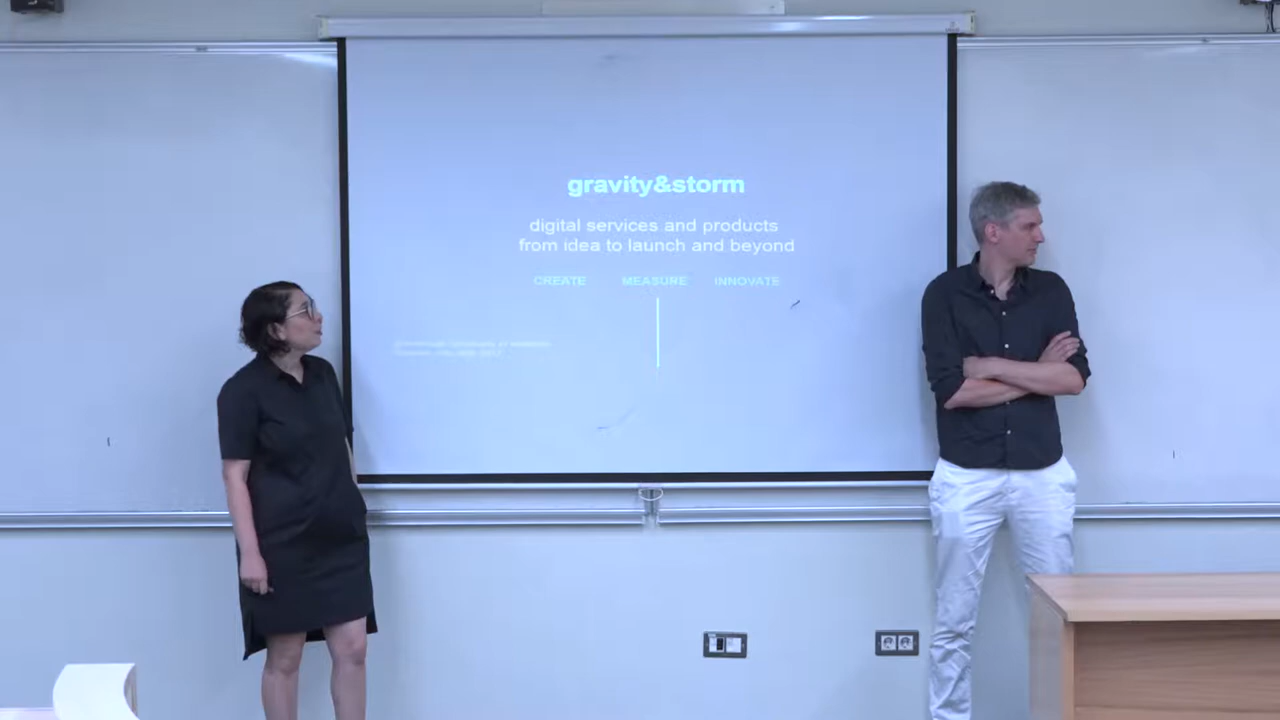 gravity&storm
digital services and products
from idea to launch and beyond
CREATE MEASURE INNOVATE